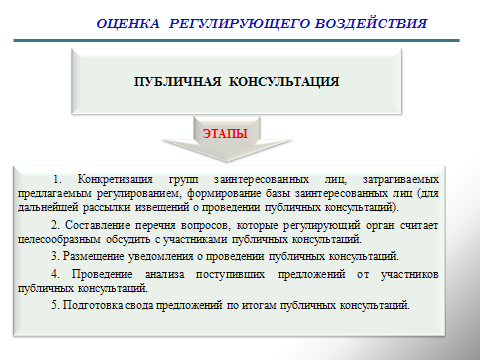 ОЦЕНКА РЕГУЛИРУЮЩЕГО ВОЗДЕЙСТВИЯ
ПУБЛИЧНАЯ КОНСУЛЬТАЦИЯ
ЭТАПЫ
1. Конкретизация групп заинтересованных лиц, затрагиваемых
предлагаемым регулированием, формирование базы заинтересованных лиц (для
дальнейшей рассылки извещений о проведении публичных консультаций).
2. Составление перечня вопросов, которые регулирующий орган считает
целесообразным обсудить с участниками публичных консультаций.
3. Размещение уведомления о проведении публичных консультаций.
4. Проведение анализа поступивших предложений от участников
публичных консультаций.
5. Подготовка свода предложений по итогам публичных консультаций.